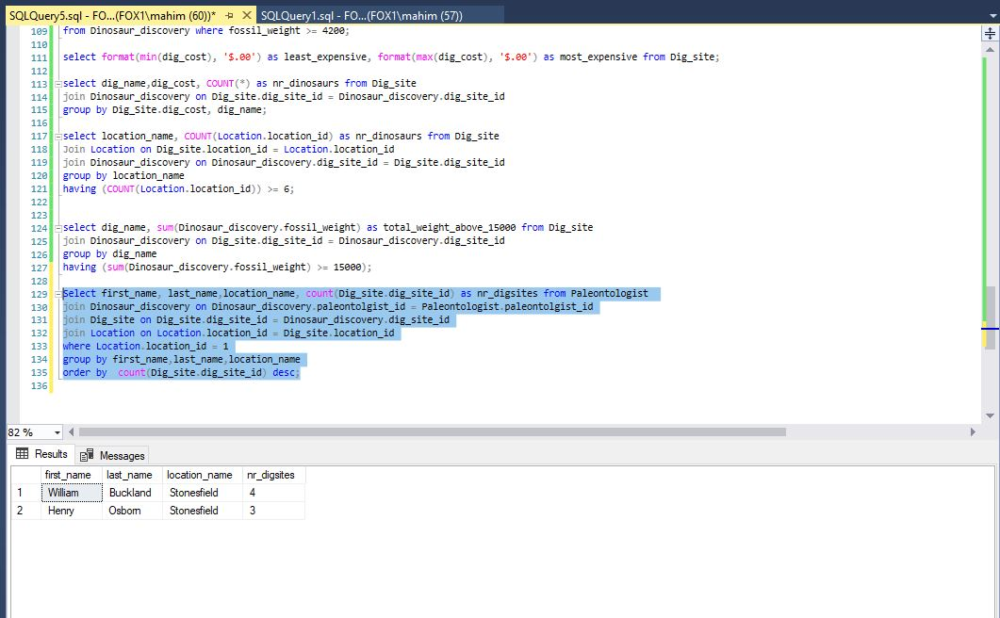 SQLQuery5.sql - FO...(FOX1\mahim (60))* SQLQuery1.sql - FO...(FOX1\mahim (57))
109 from Dinosaur_discovery where fossil_weight >= 4200;
110
111 select format(min(dig_cost), '$.00') as least_expensive, format(max(dig_cost), '$.00') as most_expensive from Dig_site;
112
113 select dig_name,dig_cost, COUNT(*) as nr_dinosaurs from Dig_site
114 join Dinosaur_discovery on Dig_site.dig_site_id = Dinosaur_discovery.dig_site_id
115 group by Dig_Site.dig_cost, dig_name;
116
117 select location_name, COUNT(Location.location_id) as nr_dinosaurs from Dig_site
118 Join Location on Dig_site.location_id = Location.location_id
119 join Dinosaur_discovery on Dinosaur_discovery.dig_site_id = Dig_site.dig_site_id
120 group by location_name
121 having (COUNT(Location.location_id)) >= 6;
122
123
124 select dig_name, sum(Dinosaur_discovery.fossil_weight) as total_weight_above_15000 from Dig_site
125 join Dinosaur_discovery on Dig_site.dig_site_id = Dinosaur_discovery.dig_site_id
126 group by dig_name
127 having (sum(Dinosaur_discovery.fossil_weight) >= 15000);
128
129 Select first_name, last_name,location_name, count(Dig_site.dig_site_id) as nr_digsites from Paleontologist
130 join Dinosaur_discovery on Dinosaur_discovery.paleontolgist_id = Paleontologist.paleontolgist_id
131 join Dig_site on Dig_site.dig_site_id = Dinosaur_discovery.dig_site_id
132 join Location on Location.location_id = Dig_site.location_id
133 where Location.location_id = 1
134 group by first_name,last_name,location_name
135 order by  count(Dig_site.dig_site_id) desc;
136
82 %
Results Messages
first_name last_name location_name nr_digsites
1 William Buckland Stonesfield 4
2 Henry Osborn Stonesfield 3